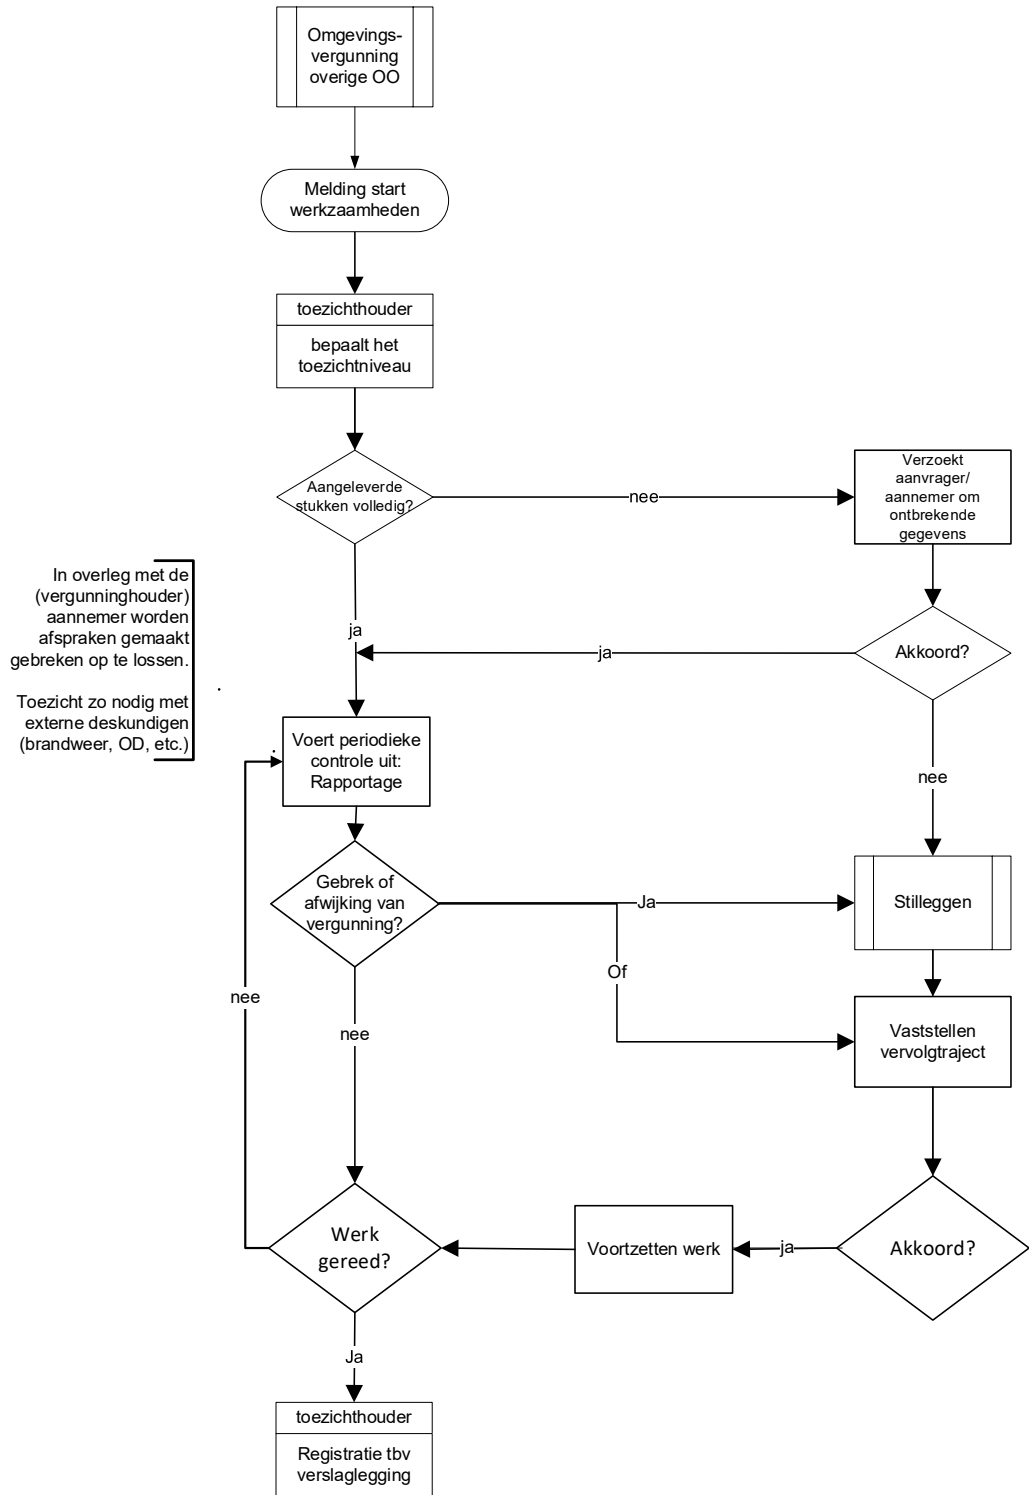 Omgevings-
vergunning
overige OO
Melding start
werkzaamheden
toezichthouder
bepaalt het
toezichtniveau
Aangeleverde
stukken volledig?
nee
Verzoekt
aanvrager/
aannemer om
ontbrekende
gegevens
In overleg met de
(vergunninghouder)
aannemer worden
afspraken gemaakt
gebreken op te lossen.
Toezicht zo nodig met
externe deskundigen
(brandweer, OD, etc.)
ja
ja
Akkoord?
Voert periodieke
controle uit:
Rapportage
nee
Gebrek of
afwijking van
vergunning?
Ja
Stilleggen
Of
nee
nee
Vaststellen
vervolgtraject
Werk
gereed?
Voortzetten werk
ja
Akkoord?
Ja
toezichthouder
Registratie tbv
verslaglegging